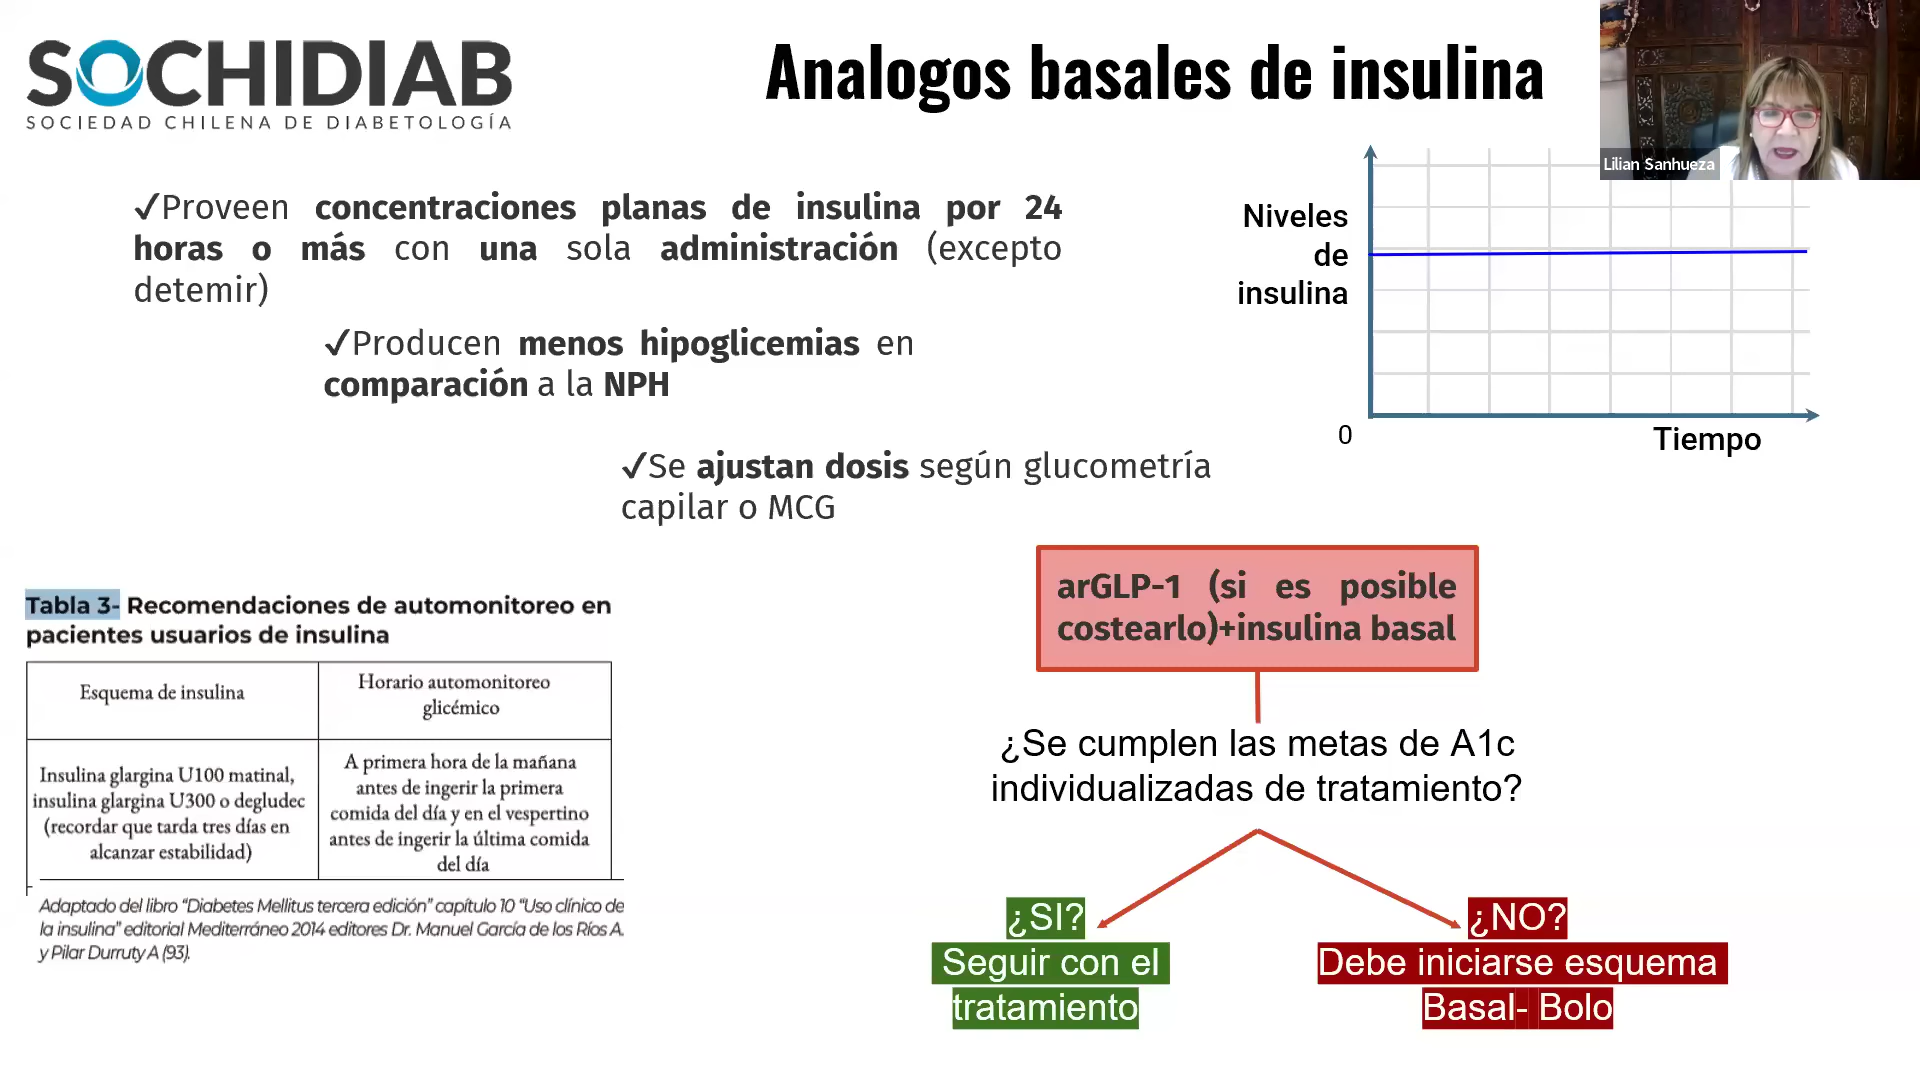 SOCHIDIAB
SOCIEDAD CHILENA DE DIABETOLOGÍA
Analogos basales de insulina
Lilian Sanhueza
✓Proveen concentraciones planas de insulina por 24
horas o más con una sola administración (excepto
detemir)
✓Producen menos hipoglicemias en
comparación a la NPH
✓Se ajustan dosis según glucometría
capilar o MCG
Niveles
de
insulina
0
Tiempo
Tabla 3- Recomendaciones de automonitoreo en
pacientes usuarios de insulina
Esquema de insulina
Horario automonitoreo
glicémico
Insulina glargina U100 matinal,
insulina glargina U300 o degludec
(recordar que tarda tres días en
alcanzar estabilidad)
A primera hora de la mañana
antes de ingerir la primera
comida del día y en el vespertino
antes de ingerir la última comida
del día
Adaptado del libro “Diabetes Mellitus tercera edición” capítulo 10 “Uso clínico de
la insulina” editorial Mediterráneo 2014 editores Dr. Manuel García de los Ríos A.
y Pilar Durruty A (93).
arGLP-1 (si es posible
costearlo)+insulina basal
¿Se cumplen las metas de A1c
individualizadas de tratamiento?
¿SI?
Seguir con el
tratamiento
¿NO?
Debe iniciarse esquema
Basal- Bolo